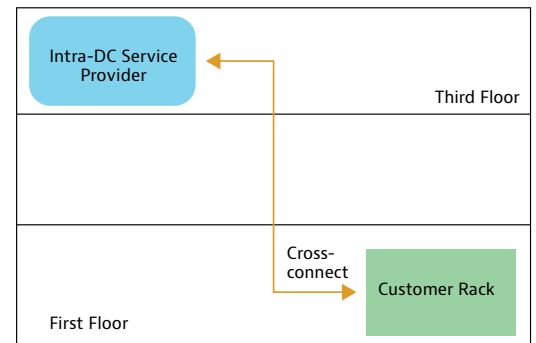 Intra-DC Service
Provider
Third Floor
Cross-
connect
Customer Rack
First Floor